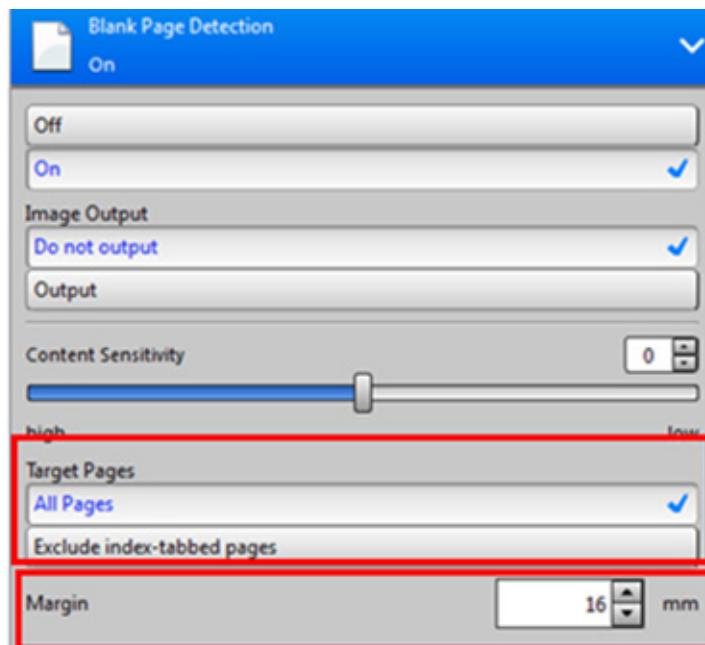 Blank Page Detection
On
Off
On
Image Output
Do not output
Output
Content Sensitivity 0
high low
Target Pages
All Pages
Exclude index-tabbed pages
Margin 16 mm